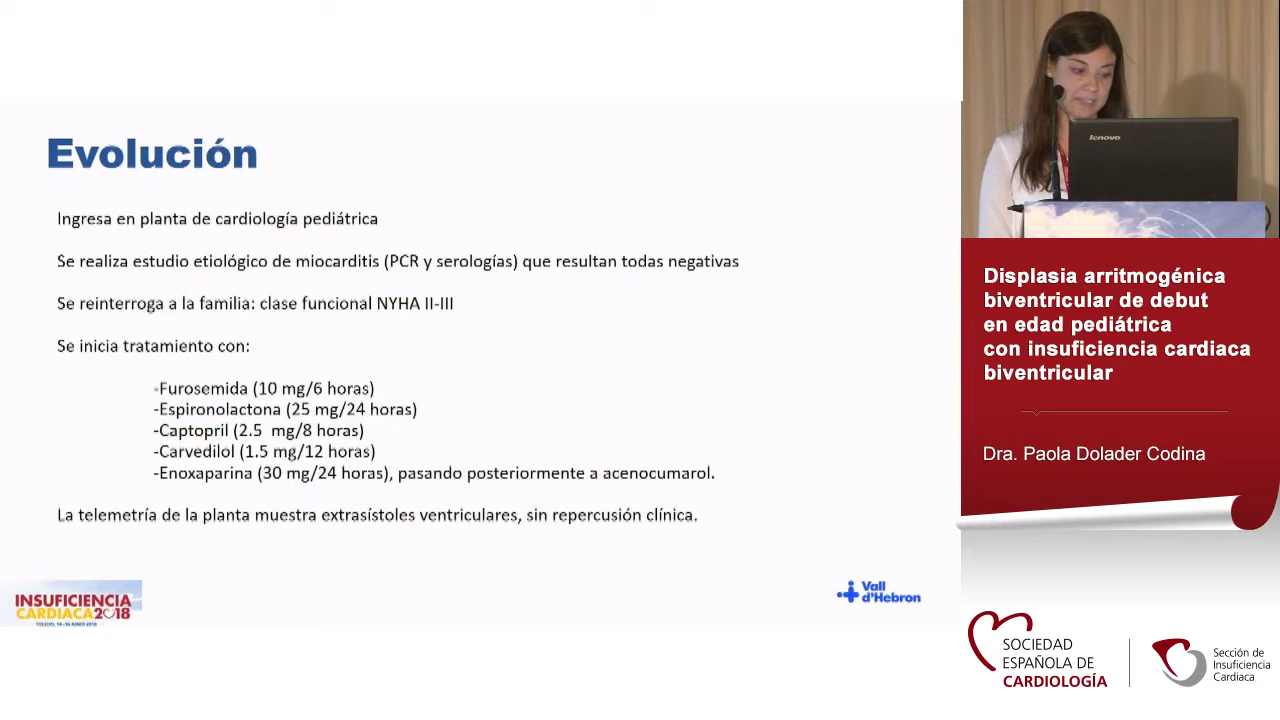 Evolución
Ingresa en planta de cardiología pediátrica
Se realiza estudio etiológico de miocarditis (PCR y serologías) que resultan todas negativas
Se reinterroga a la familia: clase funcional NYHA II-III
Se inicia tratamiento con:
-Furosemida (10 mg/6 horas)
-Espironolactona (25 mg/24 horas)
-Captopril (2.5 mg/8 horas)
-Carvedilol (1.5 mg/12 horas)
-Enoxaparina (30 mg/24 horas), pasando posteriormente a acenocumarol.
La telemetría de la planta muestra extrasístoles ventriculares, sin repercusión clínica.
INSUFICIENCIA
CARDIACA 2018
TOLEDO, 14-16 JUNIO 2018
Vall
d'Hebron
lenovo
Displasia arritmogénica
biventricular de debut
en edad pediátrica
con insuficiencia cardiaca
biventricular
Dra. Paola Dolader Codina
SOCIEDAD
ESPAÑOLA DE
CARDIOLOGÍA
Sección de
Insuficiencia
Cardiaca